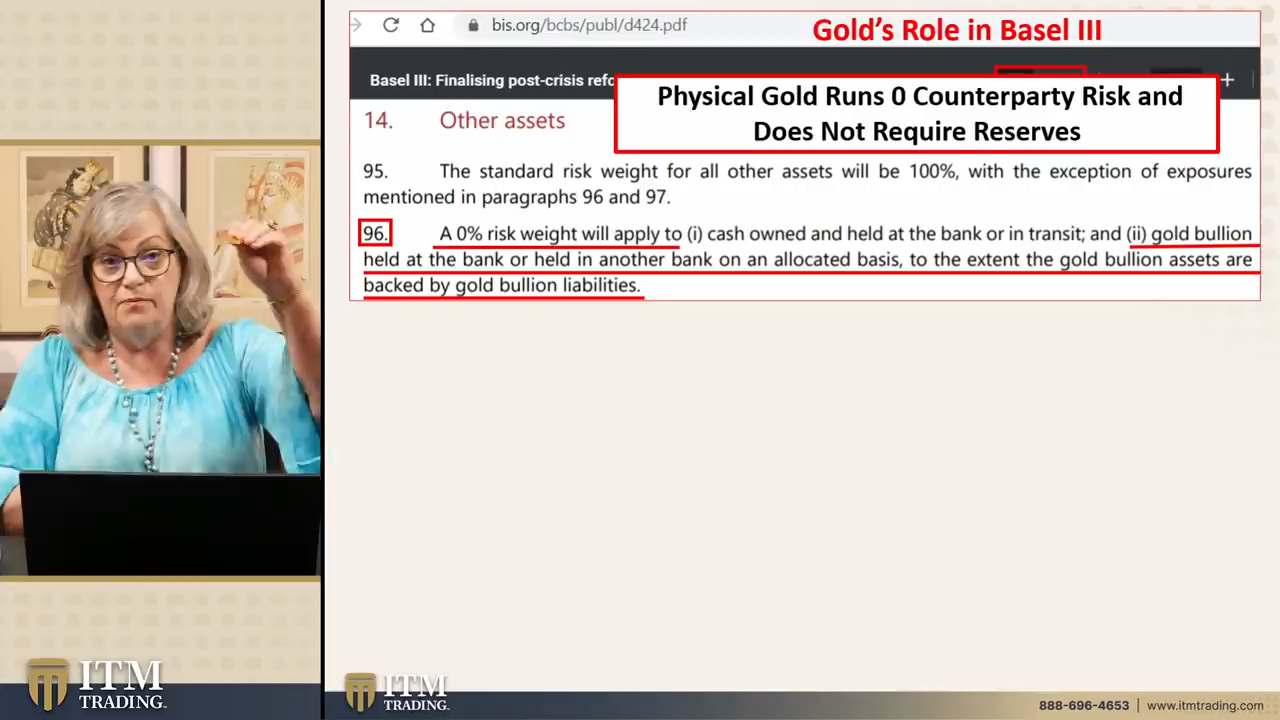 bis.org/bcbs/publ/d424.pdf
Gold's Role in Basel III
Basel III: Finalising post-crisis refo
Physical Gold Runs 0 Counterparty Risk and
Does Not Require Reserves
14. Other assets
95. The standard risk weight for all other assets will be 100%, with the exception of exposures
mentioned in paragraphs 96 and 97.
96. A 0% risk weight will apply to (i) cash owned and held at the bank or in transit; and (ii) gold bullion
held at the bank or held in another bank on an allocated basis, to the extent the gold bullion assets are
backed by gold bullion liabilities.
ITM
TRADING
ITM
TRADING
888-696-4653 | www.itmtrading.com